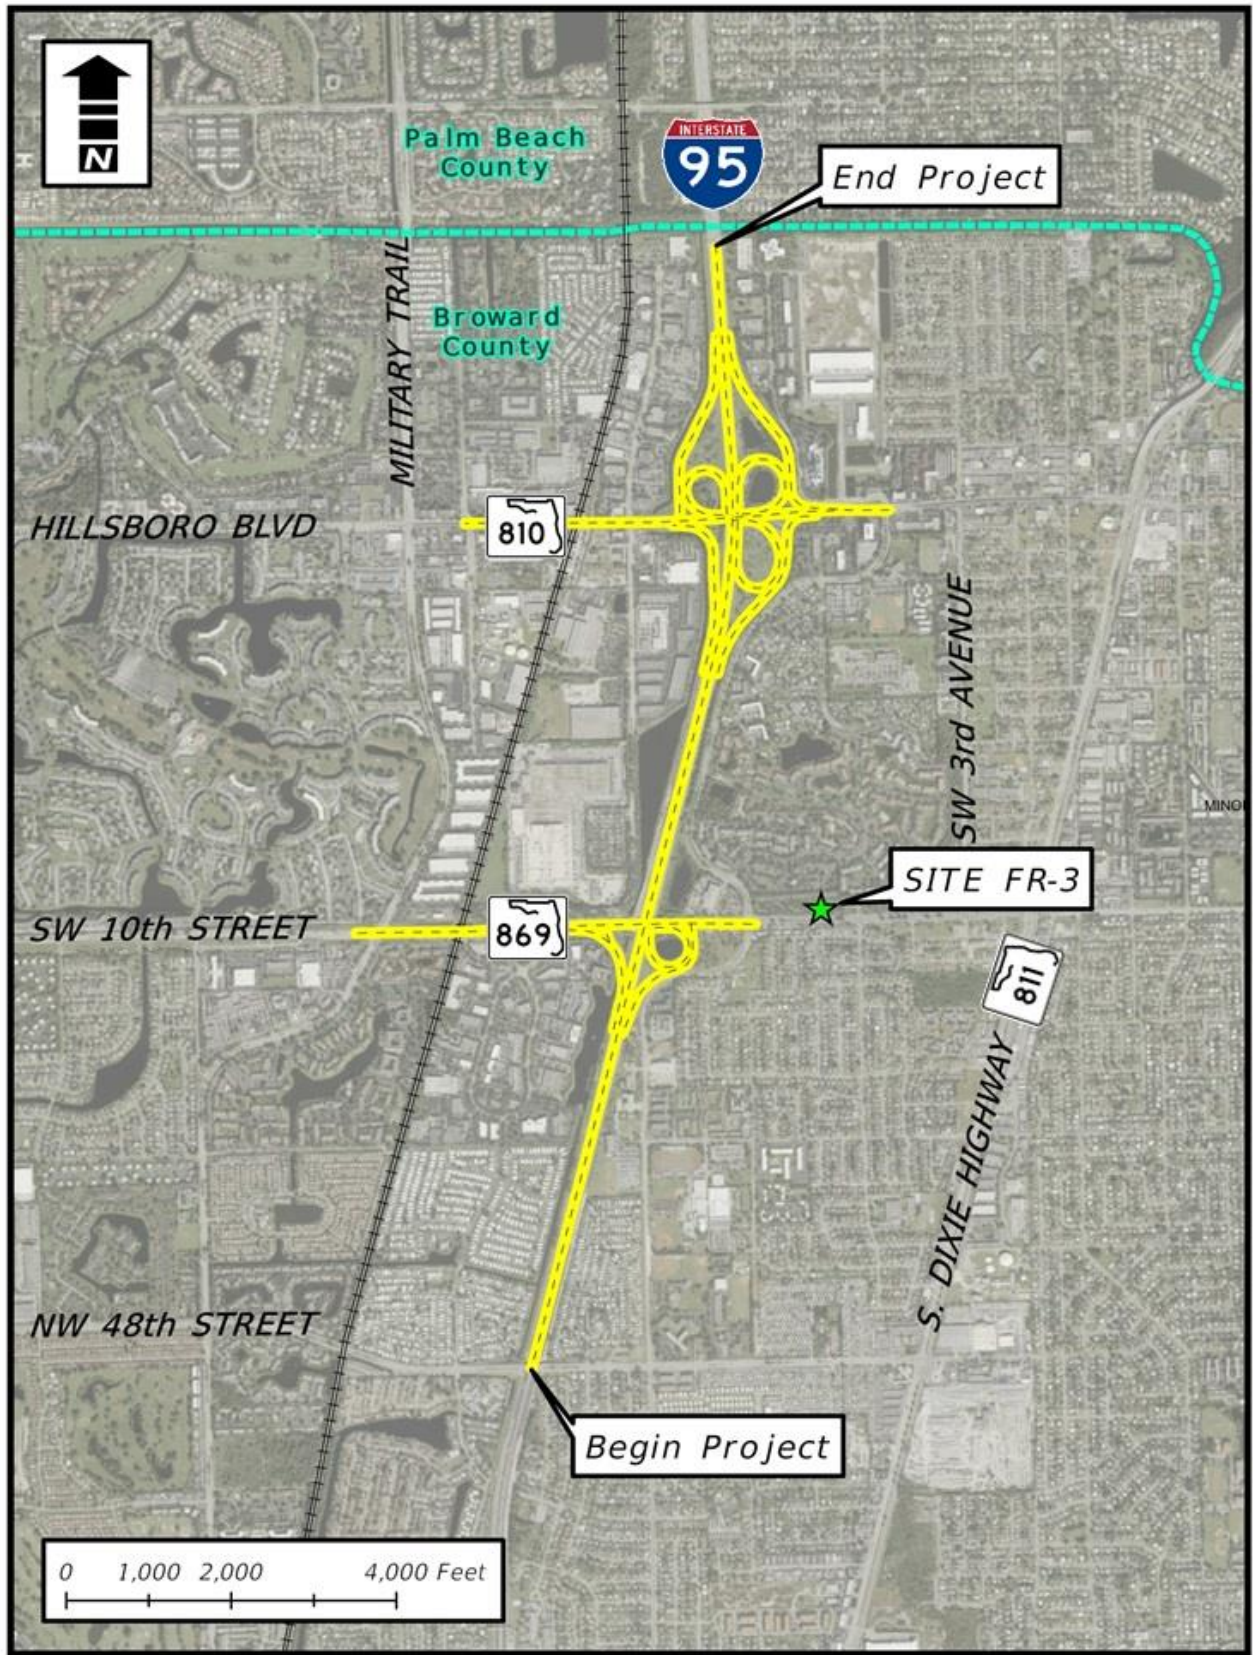 N
Palm Beach
County
INTERSTATE
95
End Project
MILITARY TRAIL
Broward
County
HILLSBORO BLVD
810
SW 3rd AVENUE
SITE FR-3
SW 10th STREET
869
811
S. DIXIE HIGHWAY
NW 48th STREET
Begin Project
0 1,000 2,000 4,000 Feet